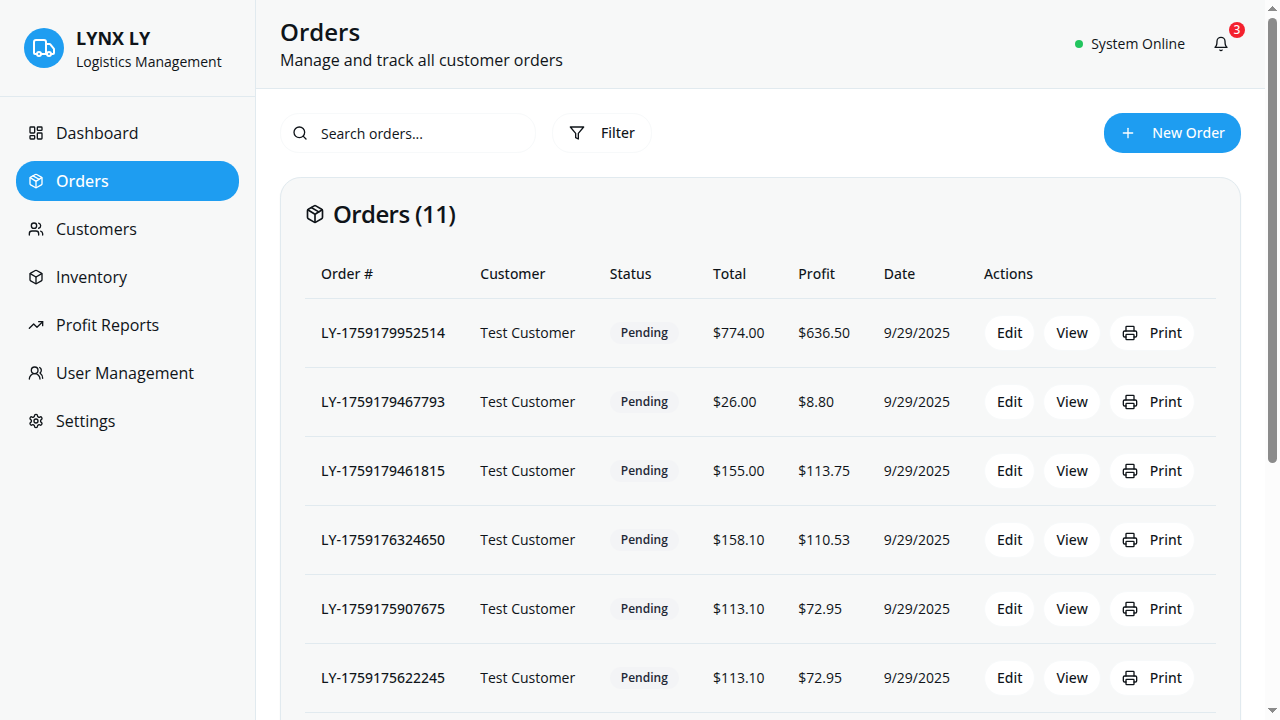 LYNX LY
Logistics Management
Dashboard
Orders
Customers
Inventory
Profit Reports
User Management
Settings
Orders
Manage and track all customer orders
System Online
3
Search orders...
Filter
New Order
Orders (11)
Order # Customer Status Total Profit Date Actions
LY-1759179952514 Test Customer Pending $774.00 $636.50 9/29/2025 Edit View Print
LY-1759179467793 Test Customer Pending $26.00 $8.80 9/29/2025 Edit View Print
LY-1759179461815 Test Customer Pending $155.00 $113.75 9/29/2025 Edit View Print
LY-1759176324650 Test Customer Pending $158.10 $110.53 9/29/2025 Edit View Print
LY-1759175907675 Test Customer Pending $113.10 $72.95 9/29/2025 Edit View Print
LY-1759175622245 Test Customer Pending $113.10 $72.95 9/29/2025 Edit View Print